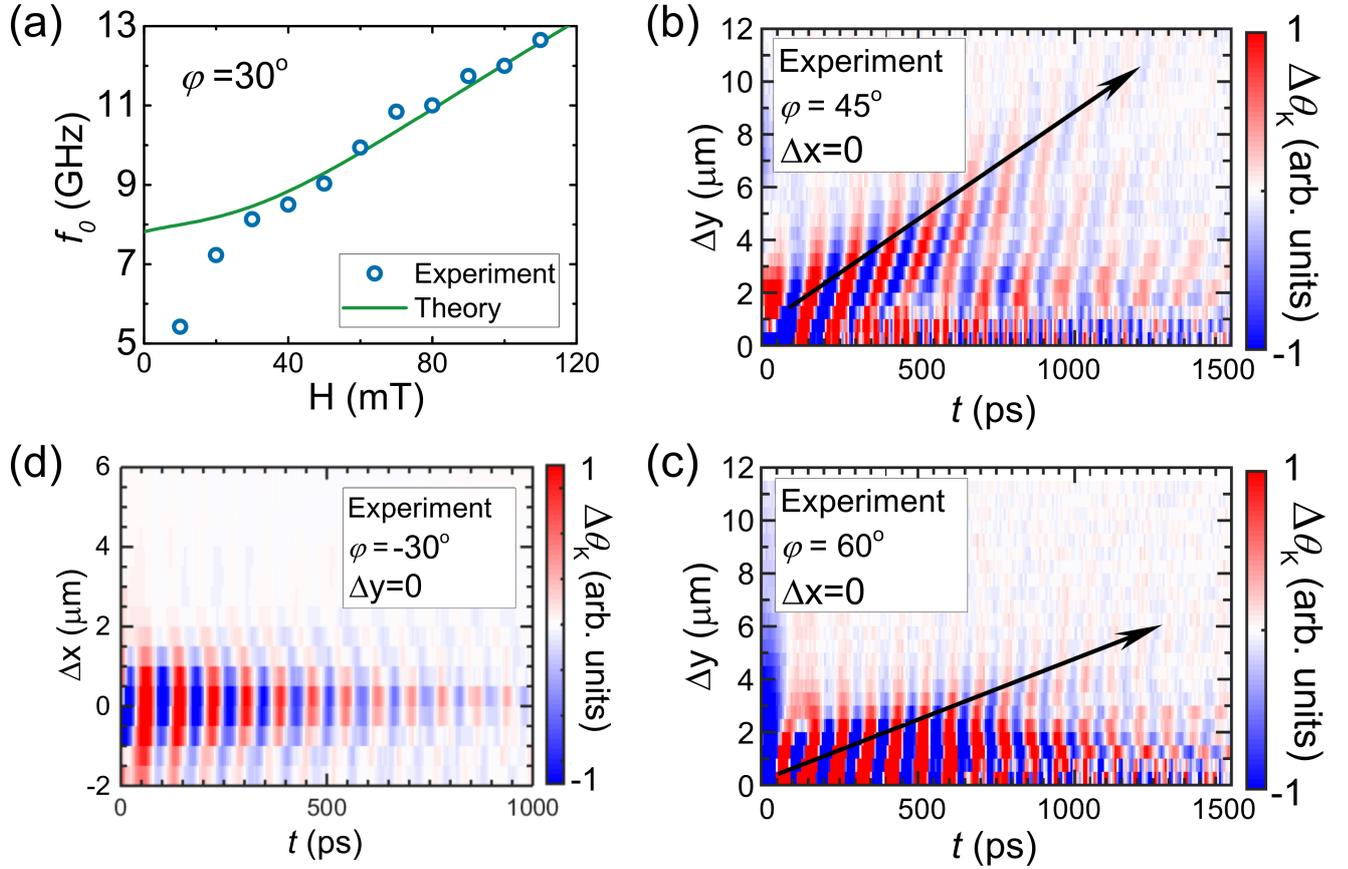 (a)
13
11
9
7
5
f₀ (GHz)
φ =30°
Experiment
Theory
0
40
80
120
H (mT)
(b)
12
10
8
6
4
2
0
Δy (μm)
Experiment
φ = 45°
Δx=0
0
500
1000
1500
t (ps)
1
Δθ_K (arb. units)
-1
(d)
6
4
2
0
-2
Δx (μm)
Experiment
φ = -30°
Δy=0
0
500
1000
t (ps)
1
Δθ_K (arb. units)
-1
(c)
12
10
8
6
4
2
0
Δy (μm)
Experiment
φ = 60°
Δx=0
0
500
1000
1500
t (ps)
1
Δθ_K (arb. units)
-1